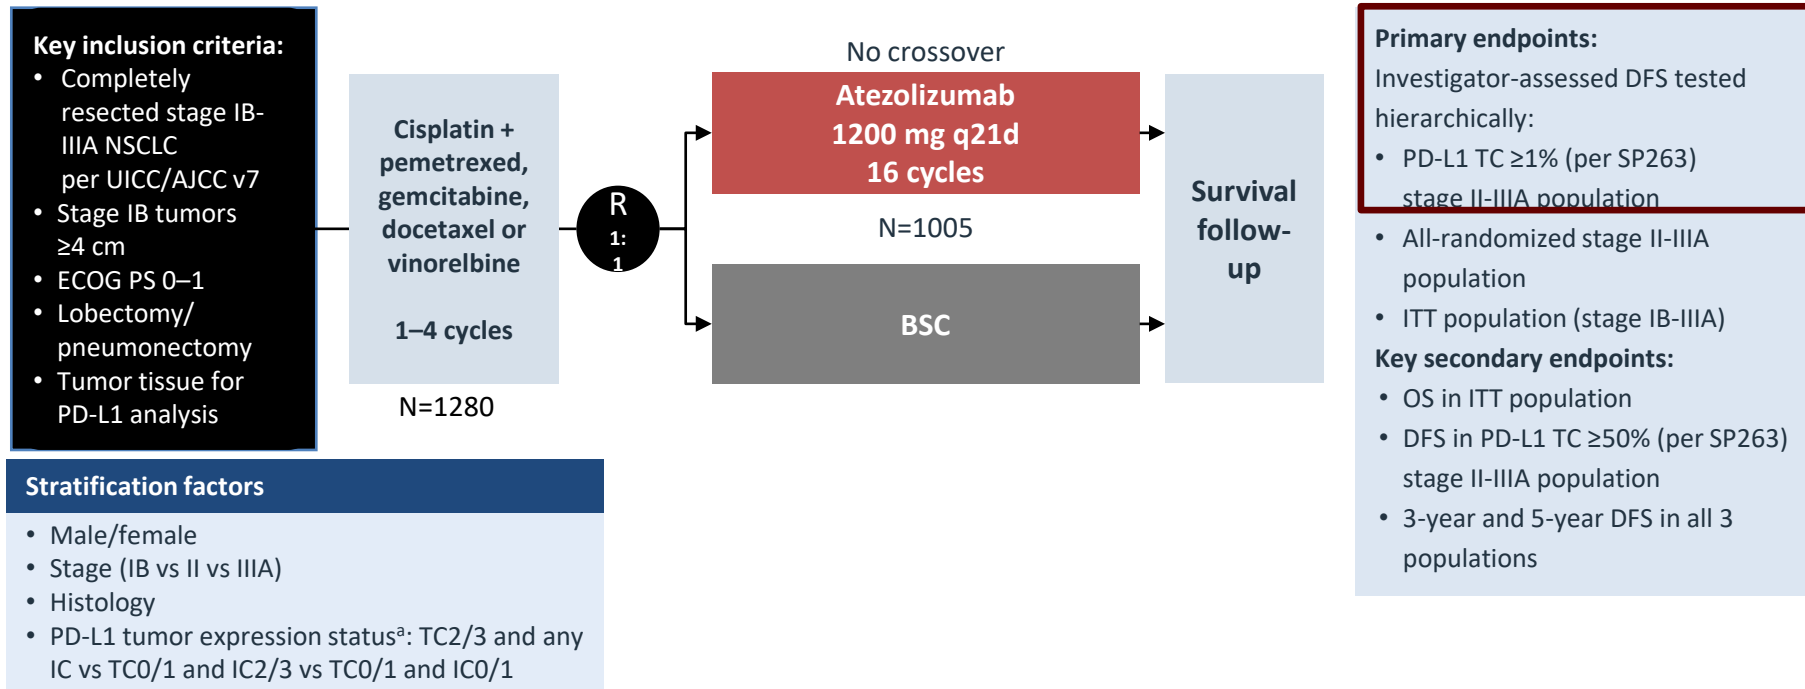 Key inclusion criteria:
• Completely
resected stage IB-
IIIA NSCLC
per UICC/AJCC v7
• Stage IB tumors
≥4 cm
• ECOG PS 0–1
• Lobectomy/
pneumonectomy
• Tumor tissue for
PD-L1 analysis
Cisplatin +
pemetrexed,
gemcitabine,
docetaxel or
vinorelbine
1–4 cycles
N=1280
R
1:
1
No crossover
Atezolizumab
1200 mg q21d
16 cycles
N=1005
BSC
Survival
follow-
up
Primary endpoints:
Investigator-assessed DFS tested
hierarchically:
• PD-L1 TC ≥1% (per SP263)
stage II-IIIA population
• All-randomized stage II-IIIA
population
• ITT population (stage IB-IIIA)
Key secondary endpoints:
• OS in ITT population
• DFS in PD-L1 TC ≥50% (per SP263)
stage II-IIIA population
• 3-year and 5-year DFS in all 3
populations
Stratification factors
• Male/female
• Stage (IB vs II vs IIIA)
• Histology
• PD-L1 tumor expression statusᵃ: TC2/3 and any
IC vs TC0/1 and IC2/3 vs TC0/1 and IC0/1